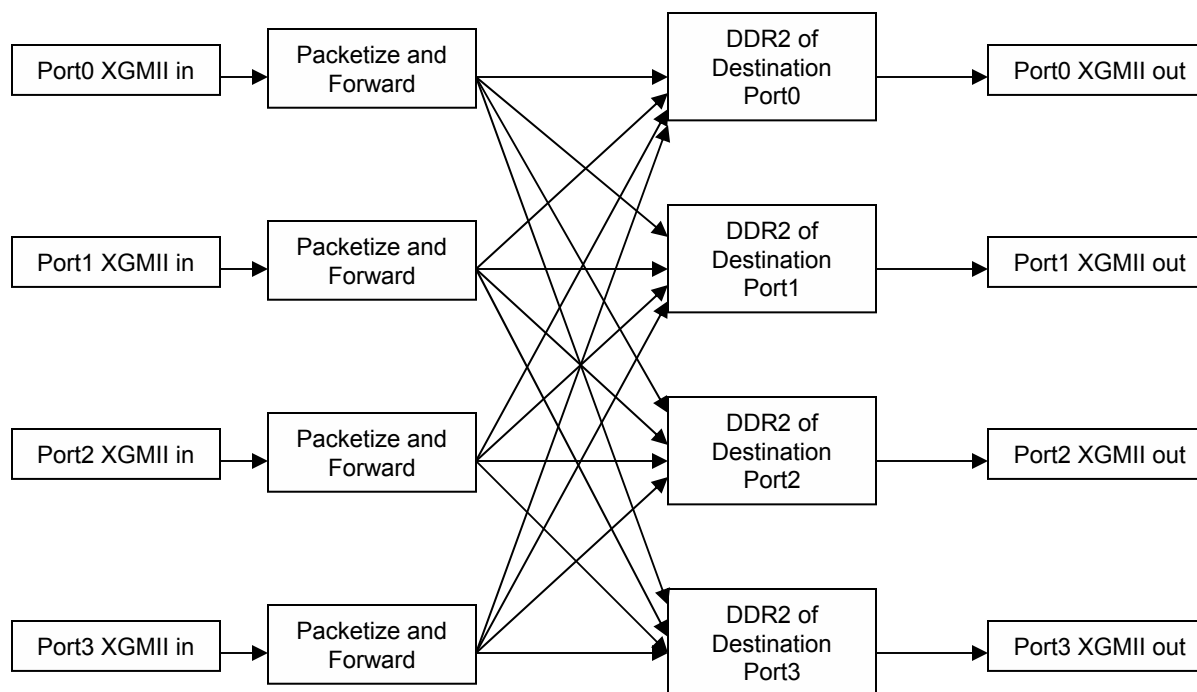 Port0 XGMII in
Packetize and
Forward
DDR2 of
Destination
Port0
Port0 XGMII out
Port1 XGMII in
Packetize and
Forward
DDR2 of
Destination
Port1
Port1 XGMII out
Port2 XGMII in
Packetize and
Forward
DDR2 of
Destination
Port2
Port2 XGMII out
Port3 XGMII in
Packetize and
Forward
DDR2 of
Destination
Port3
Port3 XGMII out